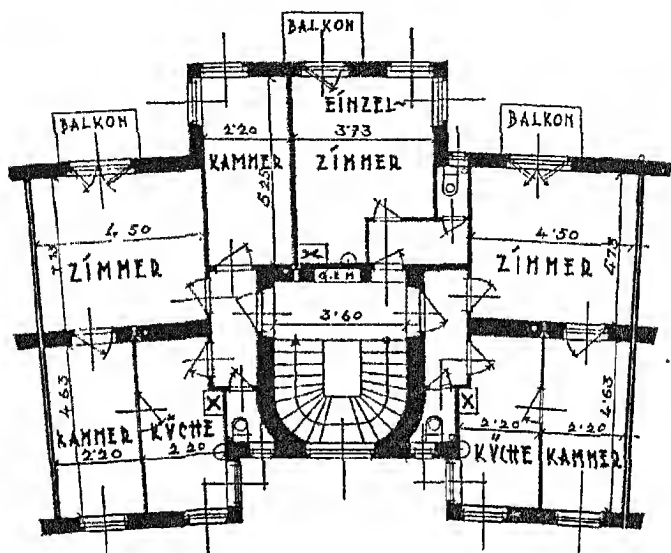 BALKON
EINZEL-
BALKON
BALKON
2'20
3'73
KAMMER
ZIMMER
5'25
4'50
4'50
ZIMMER
ZIMMER
4'75
3'60
4'63
4'63
KAMMER
KÜCHE
2'20
2'20
2'20
2'20
KÜCHE
KAMMER